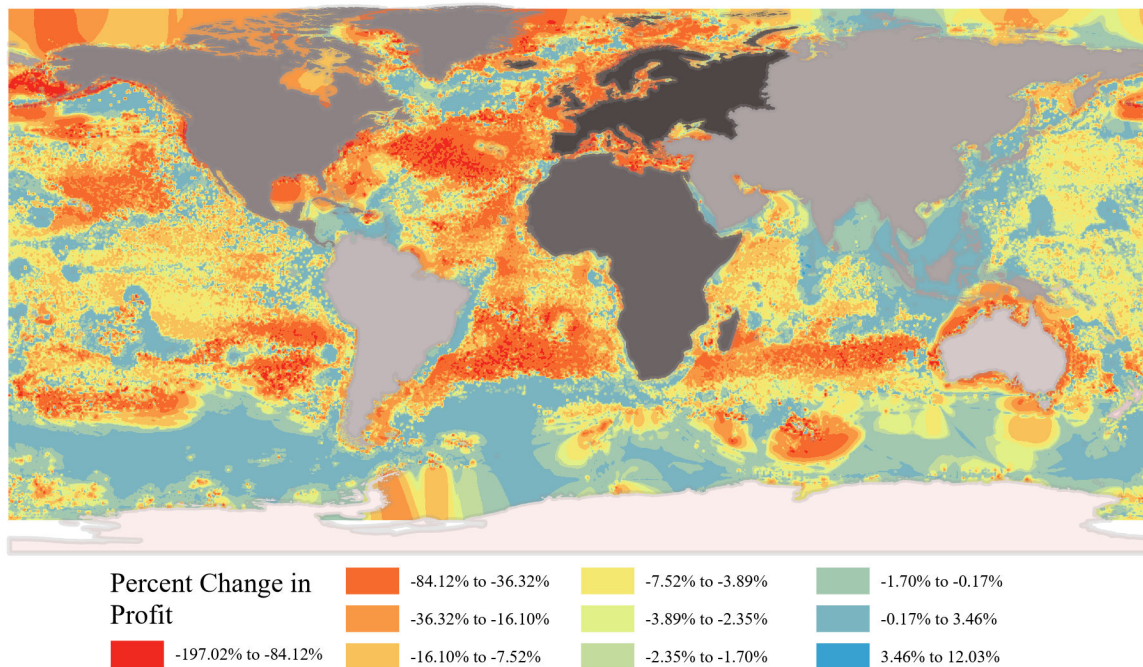 Percent Change in
Profit
-197.02% to -84.12%
-84.12% to -36.32%
-36.32% to -16.10%
-16.10% to -7.52%
-7.52% to -3.89%
-3.89% to -2.35%
-2.35% to -1.70%
-1.70% to -0.17%
-0.17% to 3.46%
3.46% to 12.03%